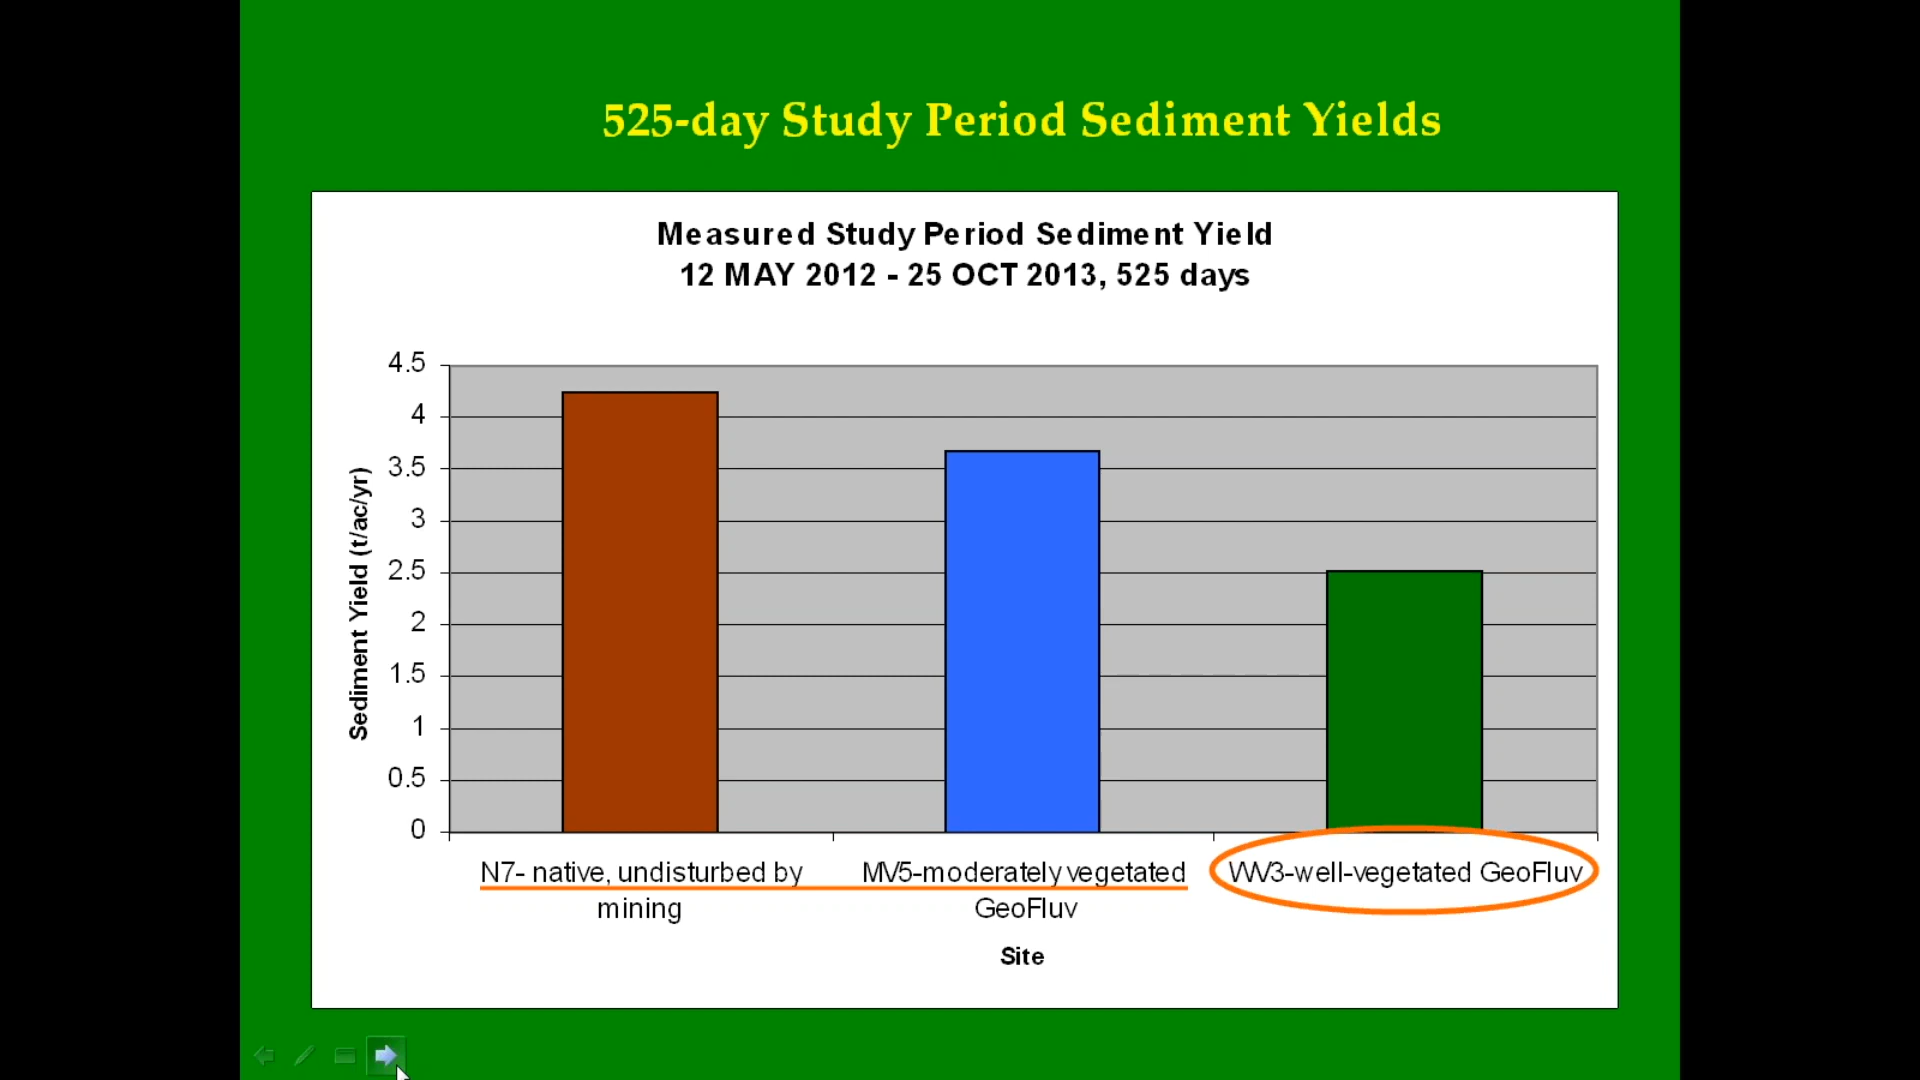 525-day Study Period Sediment Yields
Measured Study Period Sediment Yield
12 MAY 2012 - 25 OCT 2013, 525 days
4.5
4
3.5
3
2.5
2
1.5
1
0.5
0
Sediment Yield (t/ac/yr)
N7- native, undisturbed by
mining
MV5-moderately vegetated
GeoFluv
WV3-well-vegetated GeoFluv
Site